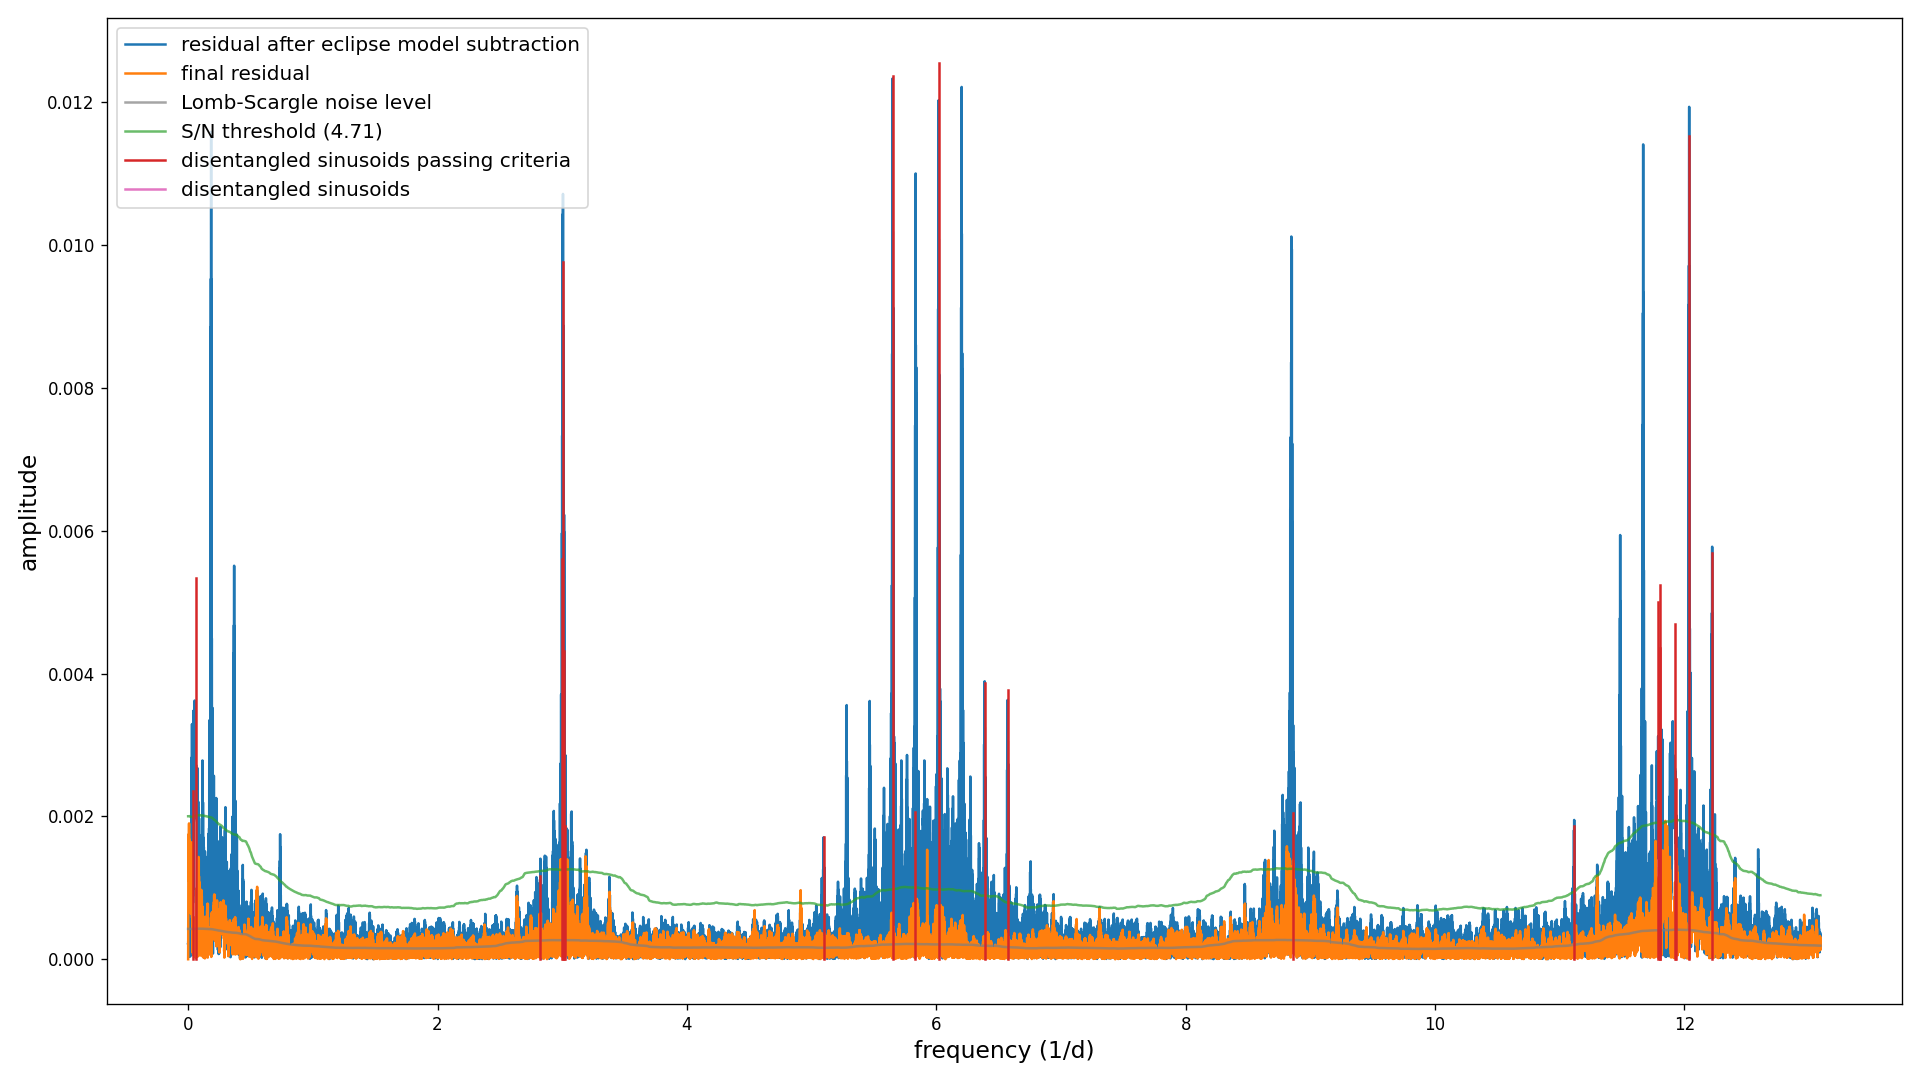 residual after eclipse model subtraction
final residual
Lomb-Scargle noise level
S/N threshold (4.71)
disentangled sinusoids passing criteria
disentangled sinusoids
0.012
0.010
0.008
0.006
0.004
0.002
0.000
amplitude
0 2 4 6 8 10 12
frequency (1/d)